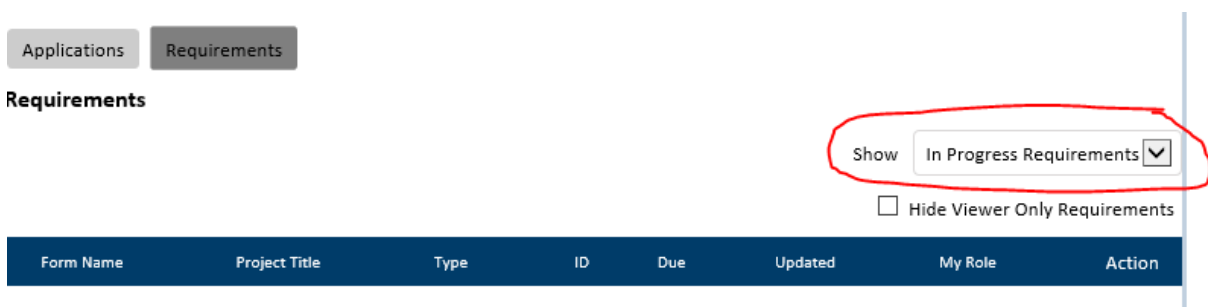 Applications Requirements
Requirements
Show In Progress Requirements
Hide Viewer Only Requirements
Form Name Project Title Type ID Due Updated My Role Action